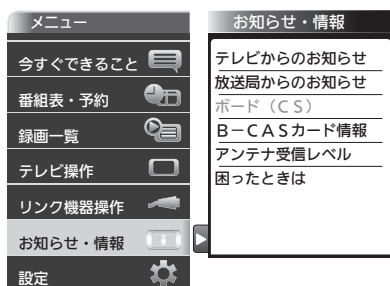 メニュー
今すぐできること
番組表・予約
録画一覧
テレビ操作
リンク機器操作
お知らせ・情報
設定
お知らせ・情報
テレビからのお知らせ
放送局からのお知らせ
ボード（ＣＳ）
Ｂ－ＣＡＳカード情報
アンテナ受信レベル
困ったときは